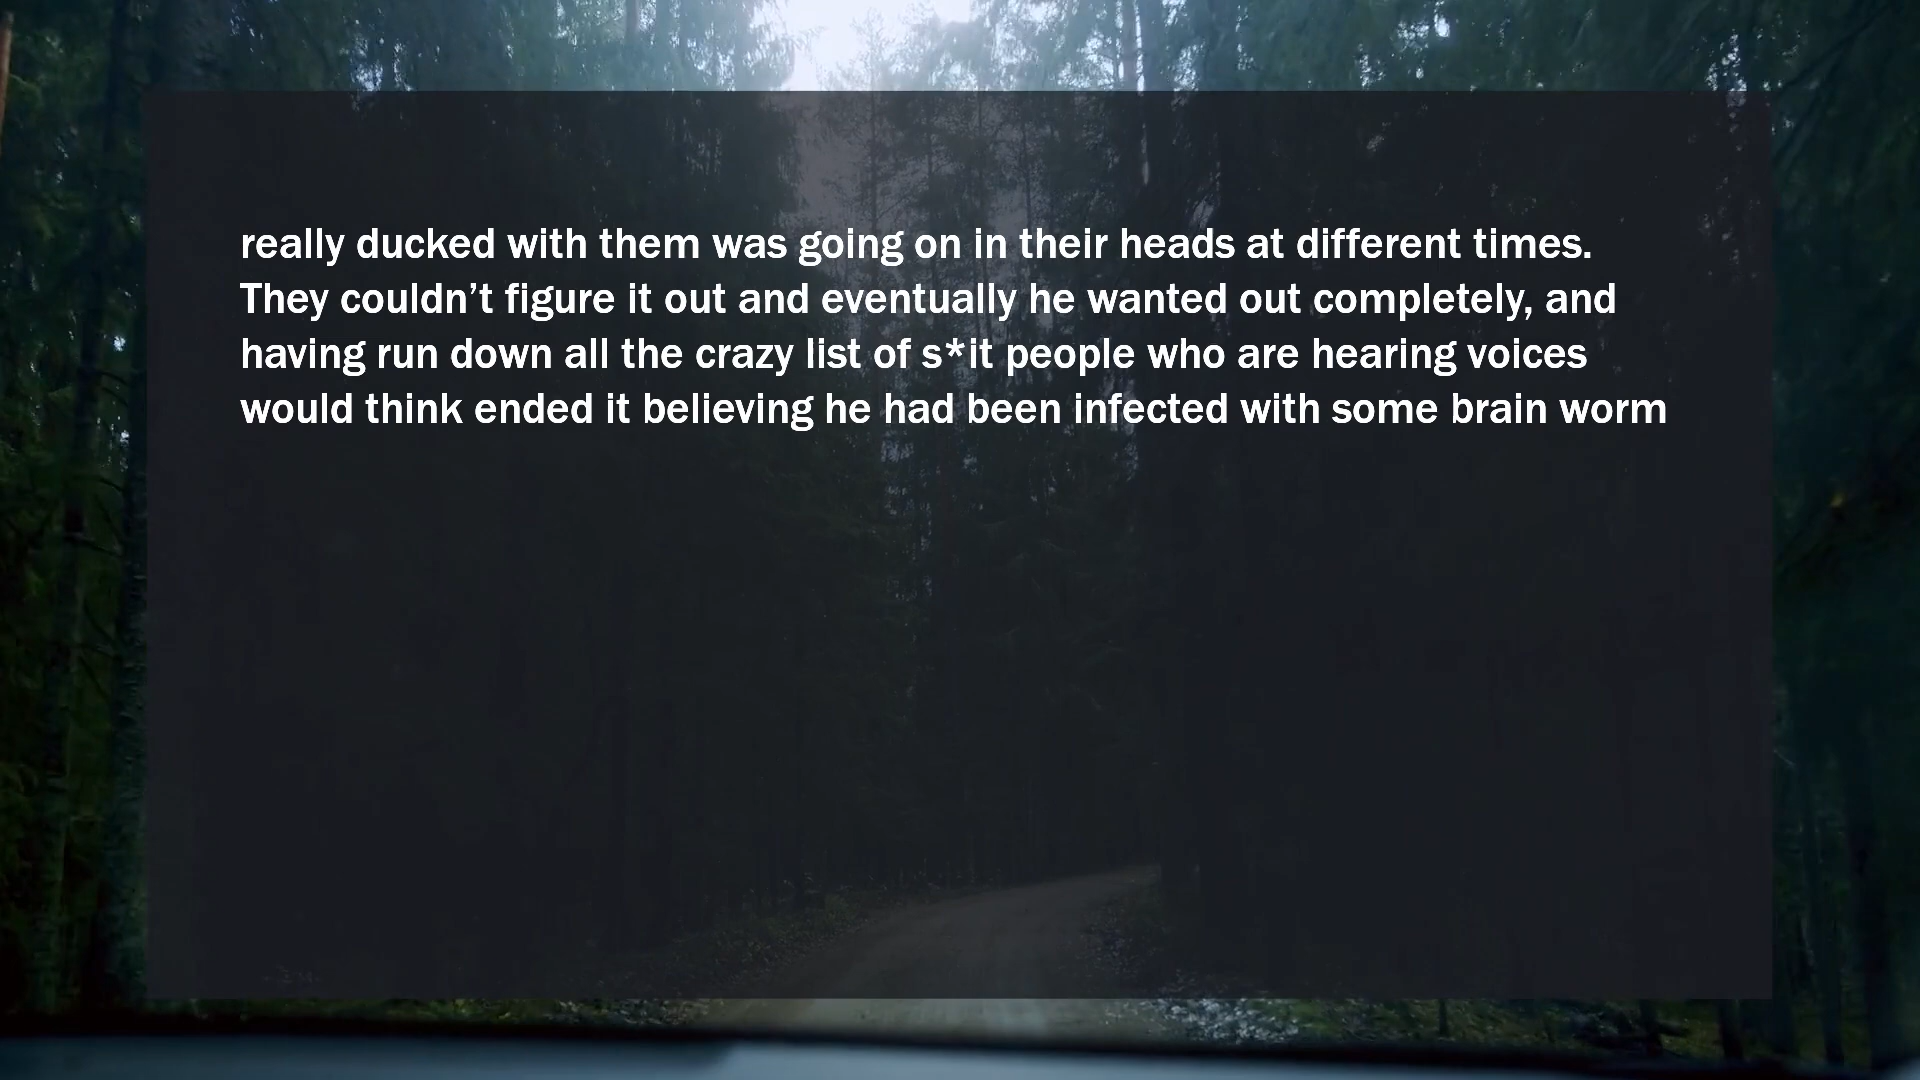 really ducked with them was going on in their heads at different times.
They couldn’t figure it out and eventually he wanted out completely, and
having run down all the crazy list of s*it people who are hearing voices
would think ended it believing he had been infected with some brain worm